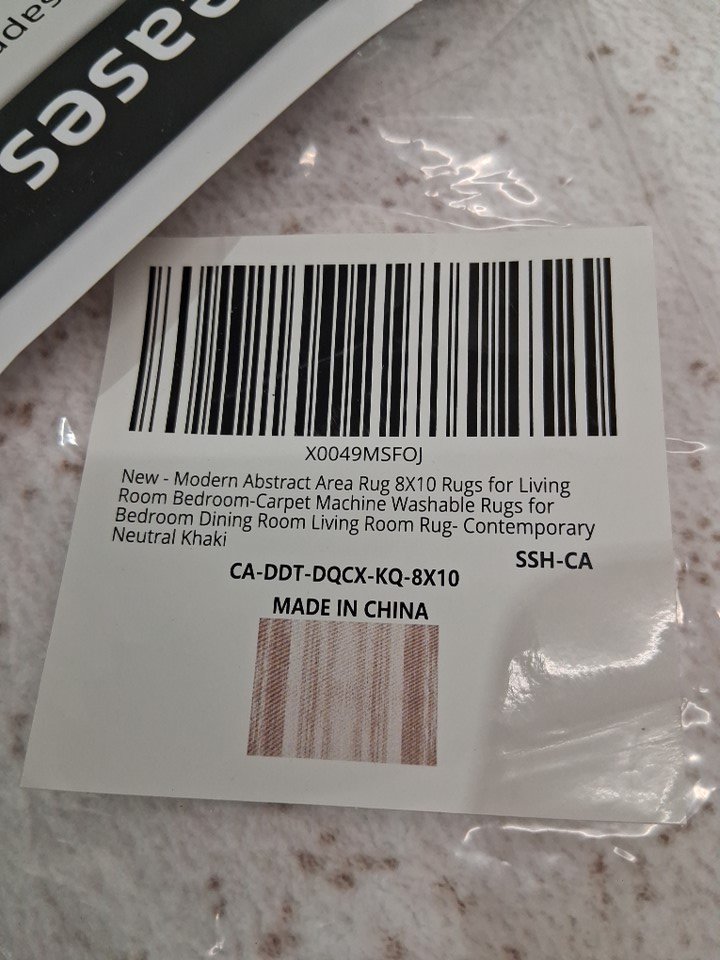 eases
X0049MSFOJ
New - Modern Abstract Area Rug 8X10 Rugs for Living
Room Bedroom-Carpet Machine Washable Rugs for
Bedroom Dining Room Living Room Rug- Contemporary
Neutral Khaki
SSH-CA
CA-DDT-DQCX-KQ-8X10
MADE IN CHINA